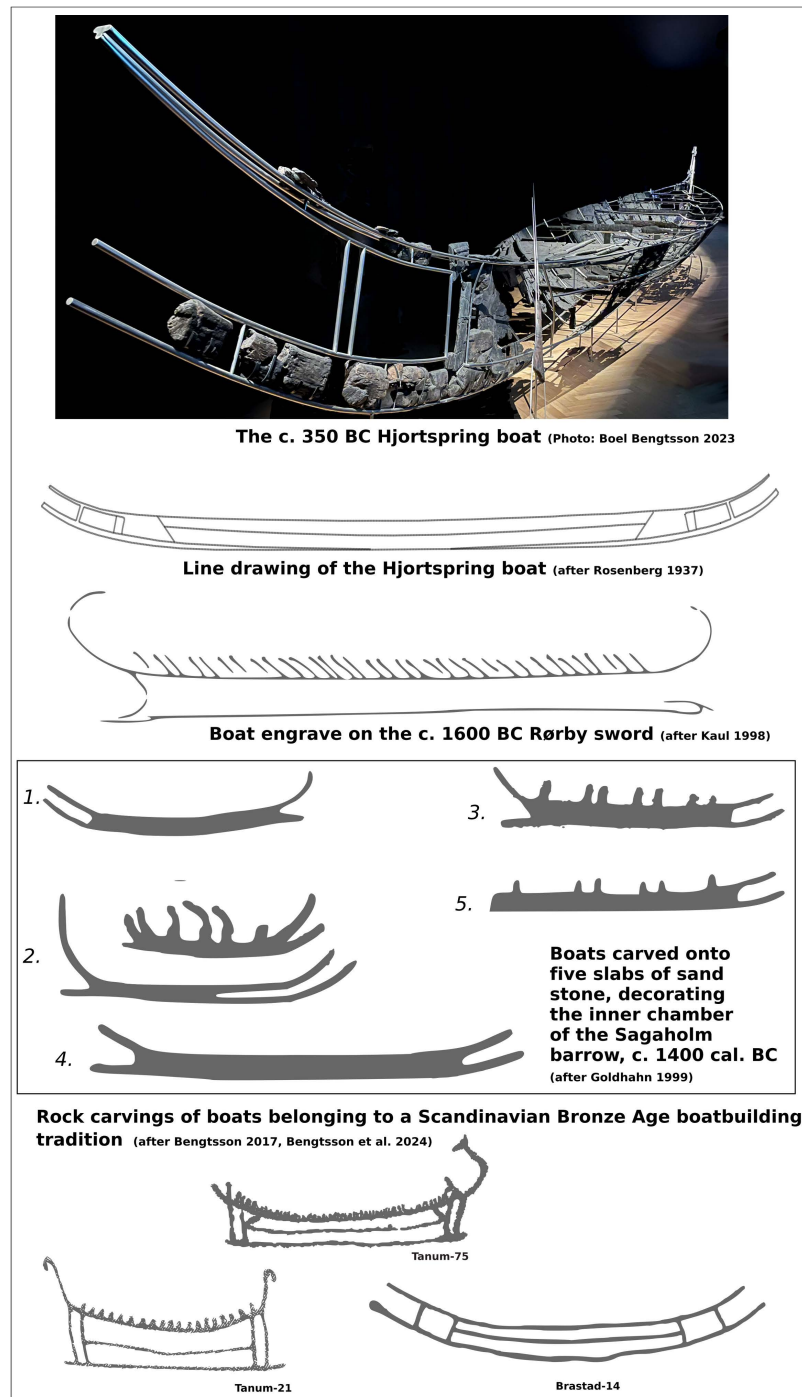 The c. 350 BC Hjortspring boat (Photo: Boel Bengtsson 2023
Line drawing of the Hjortspring boat (after Rosenberg 1937)
Boat engrave on the c. 1600 BC Rørby sword (after Kaul 1998)
1.
3.
2.
5.
4.
Boats carved onto
five slabs of sand
stone, decorating
the inner chamber
of the Sagaholm
barrow, c. 1400 cal. BC
(after Goldhahn 1999)
Rock carvings of boats belonging to a Scandinavian Bronze Age boatbuilding
tradition (after Bengtsson 2017, Bengtsson et al. 2024)
Tanum-75
Tanum-21
Brastad-14